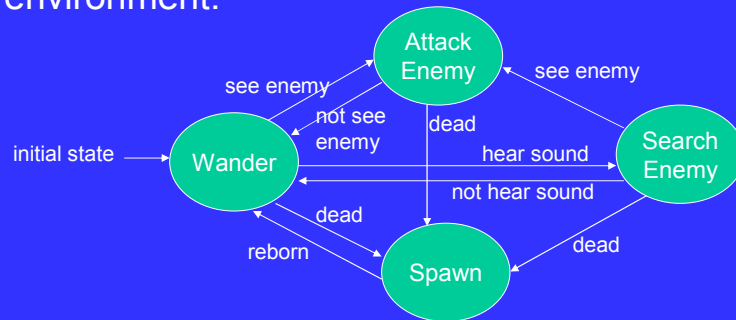 environment.
Attack
Enemy
see enemy
see enemy
not see
enemy
dead
initial state
Wander
hear sound
Search
Enemy
not hear sound
dead
reborn
dead
Spawn